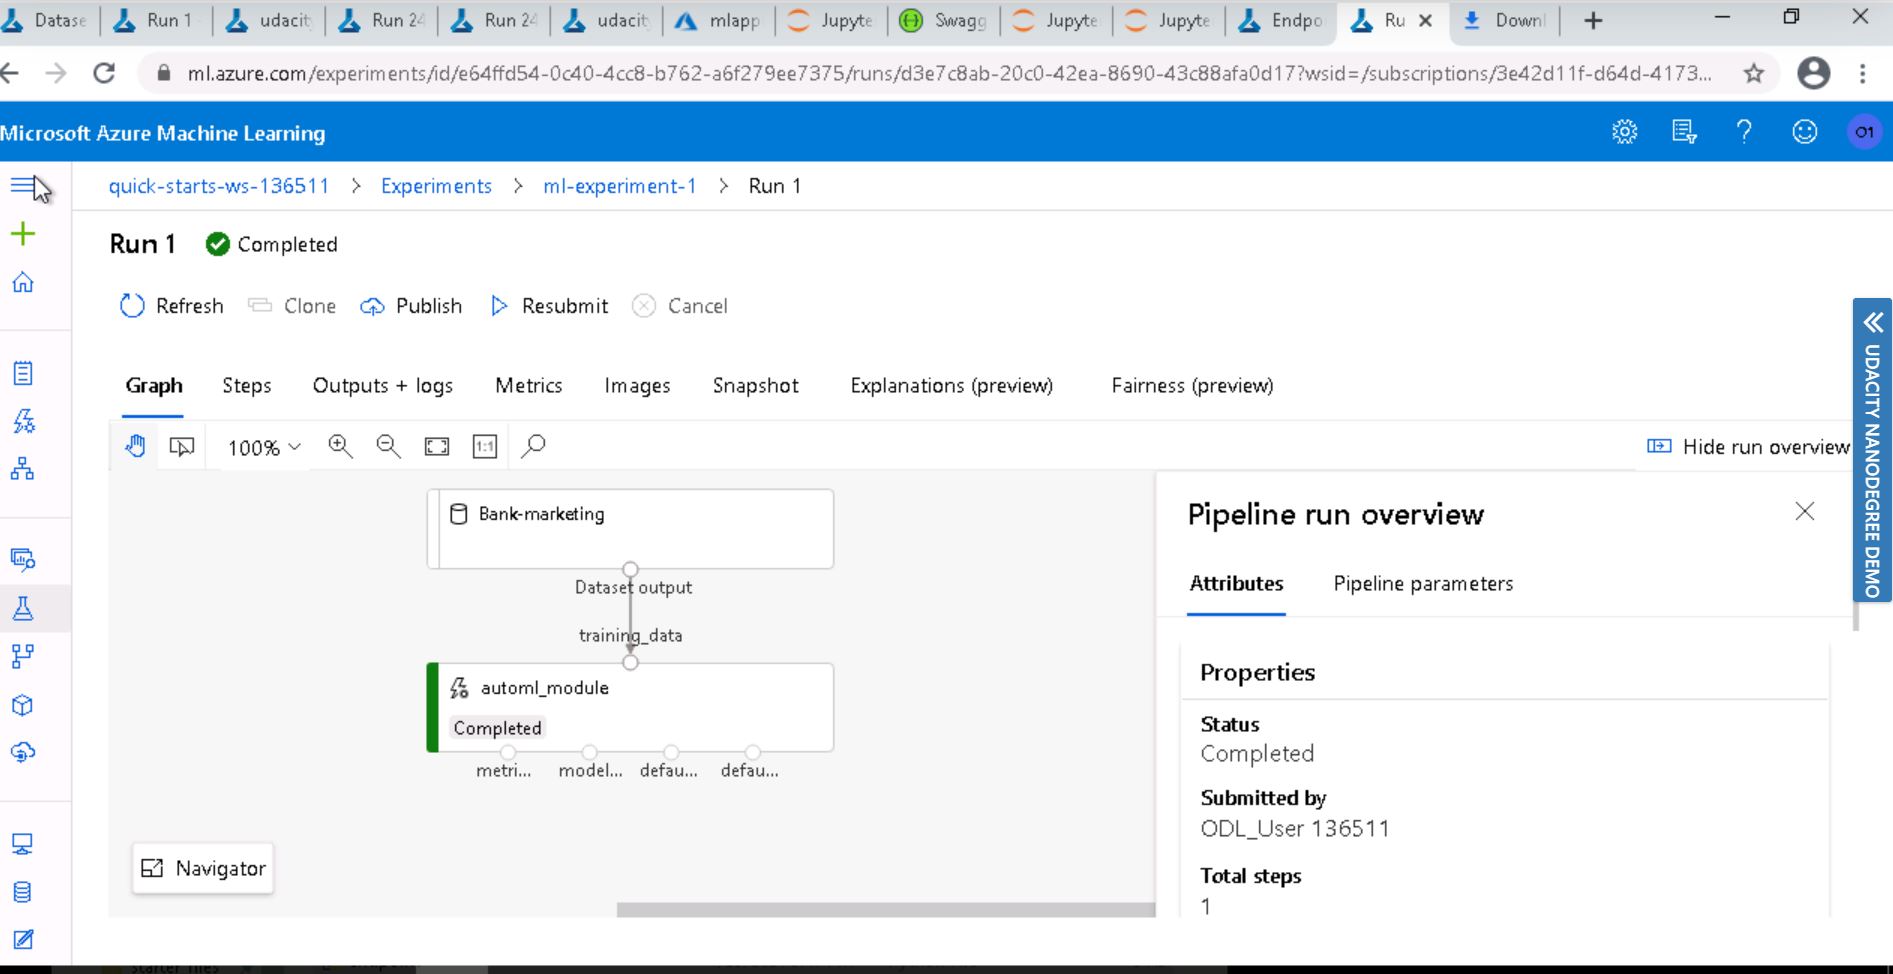 Datase
Run 1
udacit
Run 24
Run 24
udacit
mlapp
Jupyte
Swagg
Jupyte
Jupyte
Endpo
Ru
Downl
ml.azure.com/experiments/id/e64ffd54-0c40-4cc8-b762-a6f279ee7375/runs/d3e7c8ab-20c0-42ea-8690-43c88afa0d17?wsid=/subscriptions/3e42d11f-d64d-4173...
Microsoft Azure Machine Learning
O1
quick-starts-ws-136511 > Experiments > ml-experiment-1 > Run 1
Run 1 Completed
Refresh Clone Publish Resubmit Cancel
Graph Steps Outputs + logs Metrics Images Snapshot Explanations (preview) Fairness (preview)
100% 1:1 Hide run overview
Bank-marketing
Dataset output
training_data
automl_module
Completed
metri... model... defau... defau...
Navigator
Pipeline run overview
Attributes Pipeline parameters
Properties
Status
Completed
Submitted by
ODL_User 136511
Total steps
1
UDACITY NANODEGREE DEMO